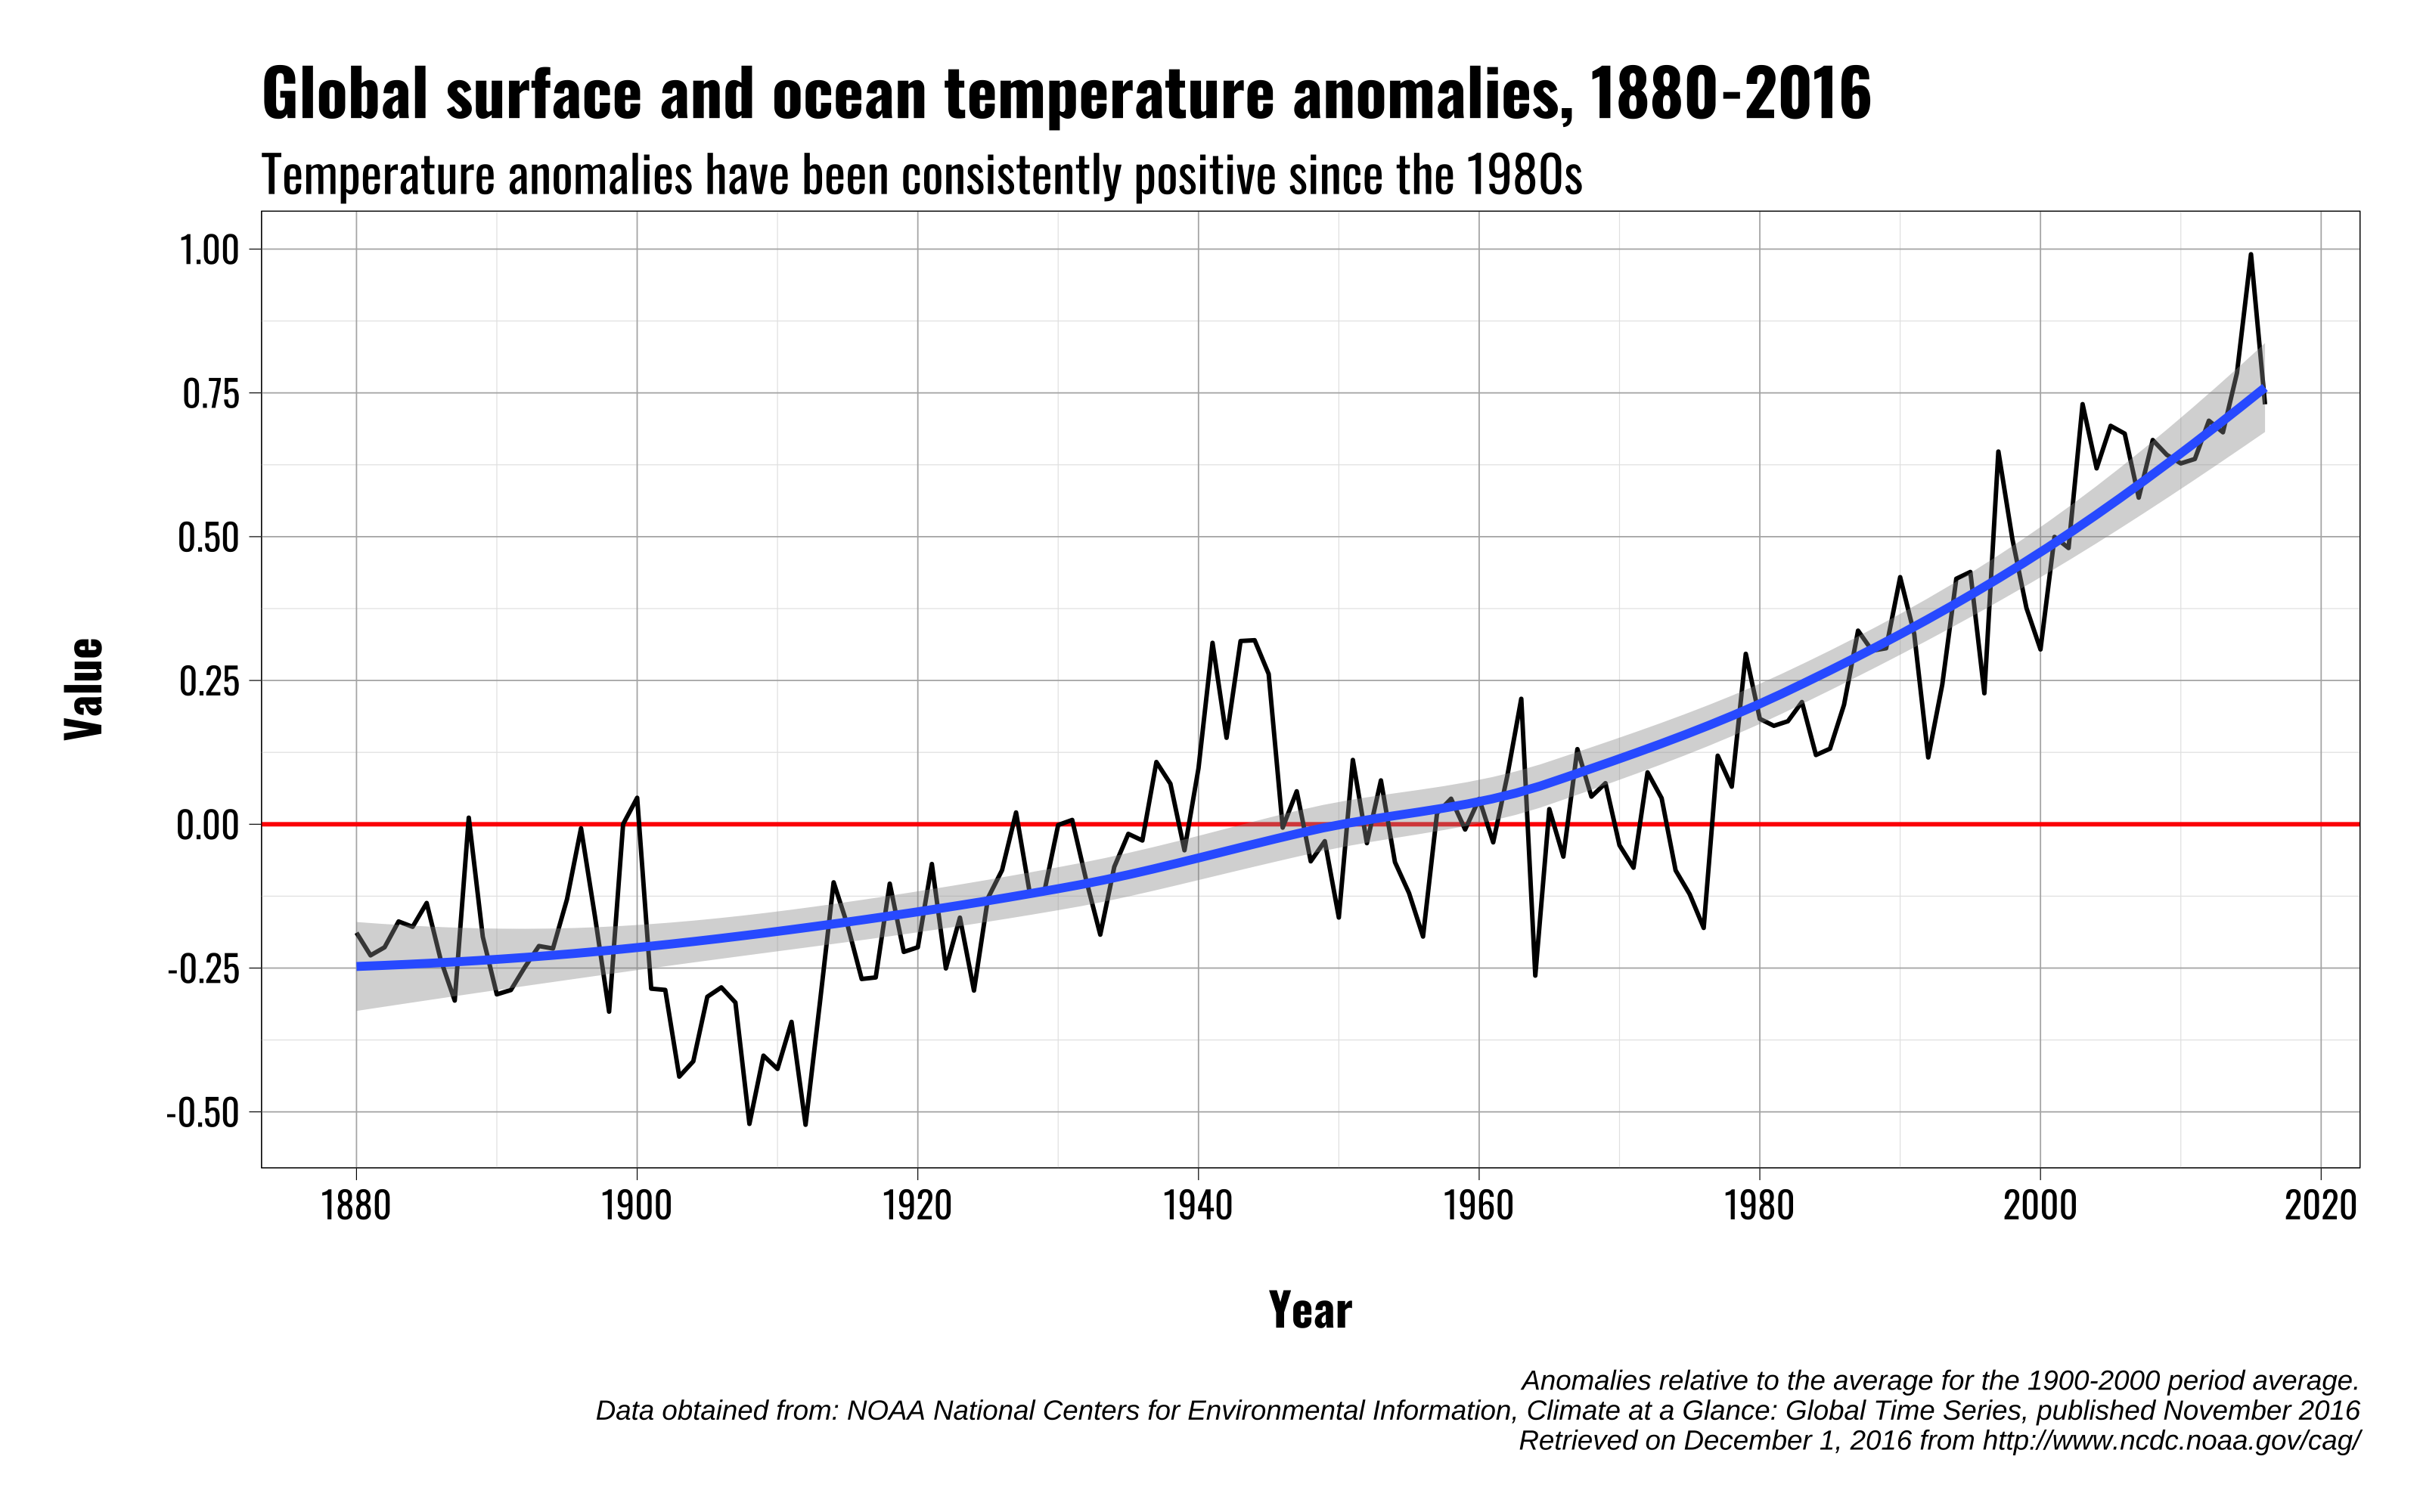 Global surface and ocean temperature anomalies, 1880-2016
Temperature anomalies have been consistently positive since the 1980s
1.00
0.75
0.50
0.25
0.00
-0.25
-0.50
Value
1880 1900 1920 1940 1960 1980 2000 2020
Year
Anomalies relative to the average for the 1900-2000 period average.
Data obtained from: NOAA National Centers for Environmental Information, Climate at a Glance: Global Time Series, published November 2016
Retrieved on December 1, 2016 from http://www.ncdc.noaa.gov/cag/